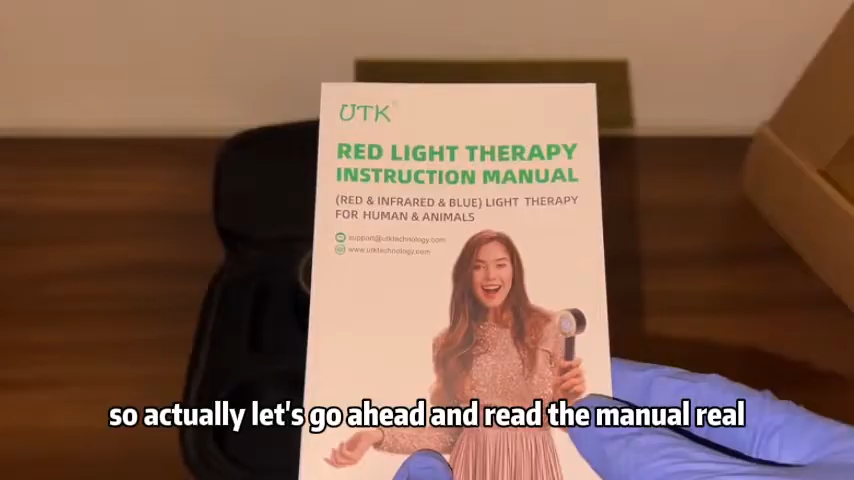 UTK
RED LIGHT THERAPY
INSTRUCTION MANUAL
(RED & INFRARED & BLUE) LIGHT THERAPY
FOR HUMAN & ANIMALS
support@utktechnology.com
www.utktechnology.com
so actually let's go ahead and read the manual real